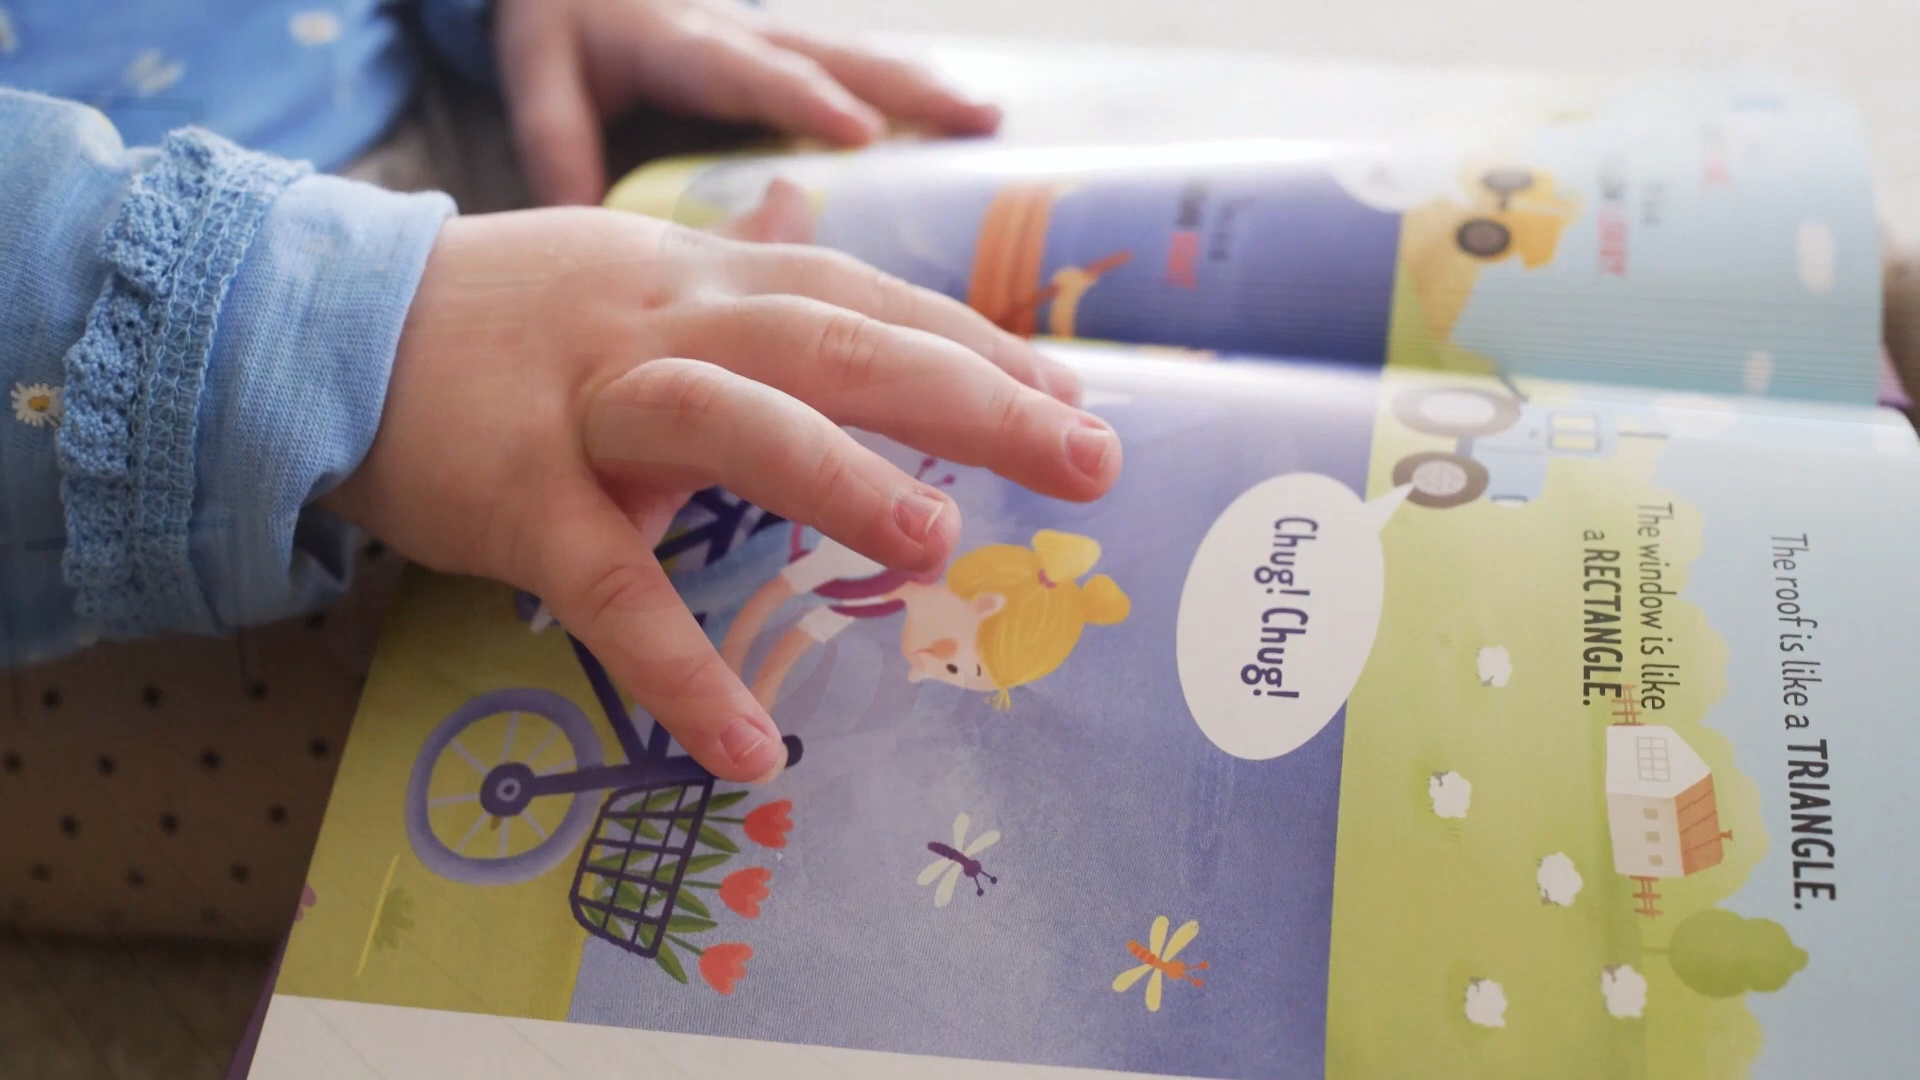 The roof is like a TRIANGLE.
The window is like
a RECTANGLE.
Chug! Chug!